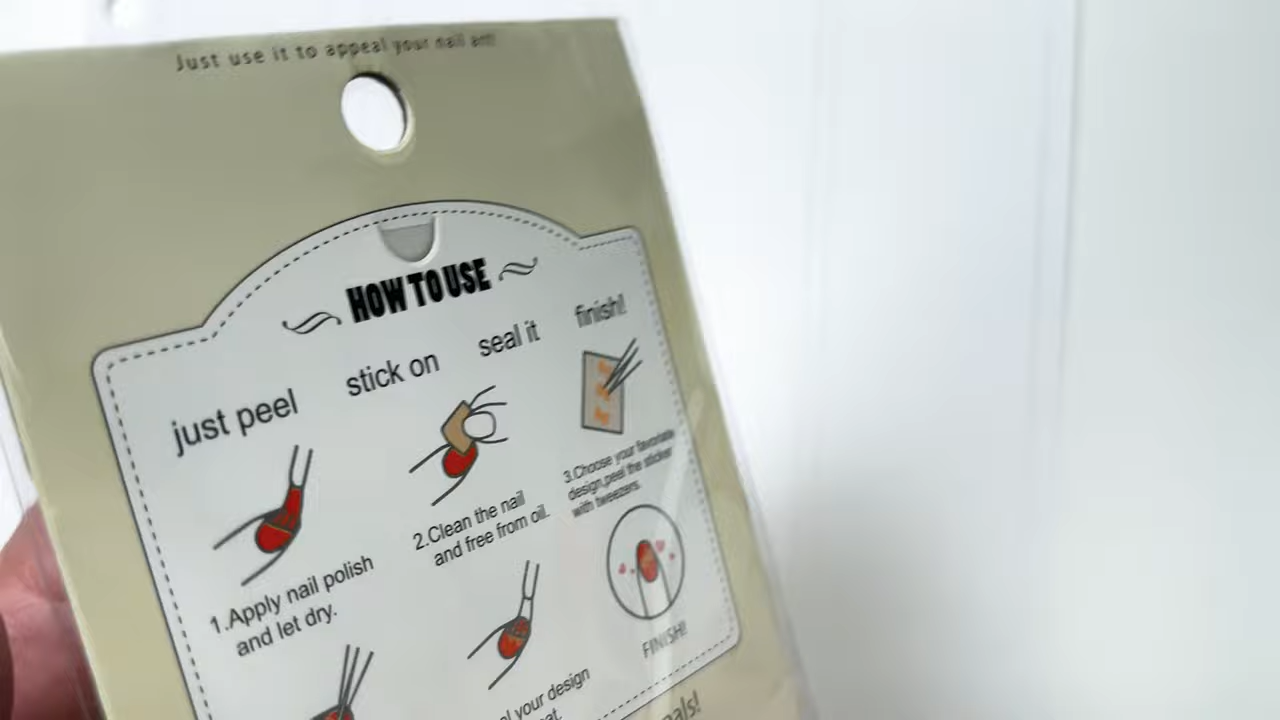 Just use it to appeal your nail art!
HOW TO USE
just peel stick on seal it finish!
1.Apply nail polish
and let dry.
2.Clean the nail
and free from oil.
3.Choose your favorite
design,peel the sticker
with tweezers.
your design
FINISH!